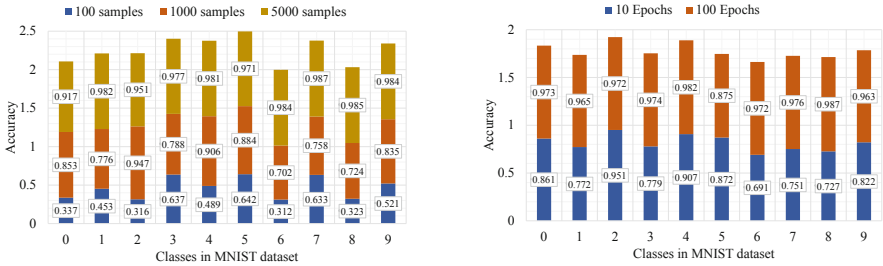 100 samples 1000 samples 5000 samples
2.5
2
1.5
1
0.5
0
Accuracy
0.917 0.982 0.951 0.977 0.981 0.971 0.984 0.987 0.985 0.984
0.853 0.776 0.947 0.788 0.906 0.884 0.702 0.758 0.724 0.835
0.337 0.453 0.316 0.637 0.489 0.642 0.312 0.633 0.323 0.521
0 1 2 3 4 5 6 7 8 9
Classes in MNIST dataset
10 Epochs 100 Epochs
2
1.5
1
0.5
0
Accuracy
0.973 0.965 0.972 0.974 0.982 0.875 0.972 0.976 0.987 0.963
0.861 0.772 0.951 0.779 0.907 0.872 0.691 0.751 0.727 0.822
0 1 2 3 4 5 6 7 8 9
Classes in MNIST dataset